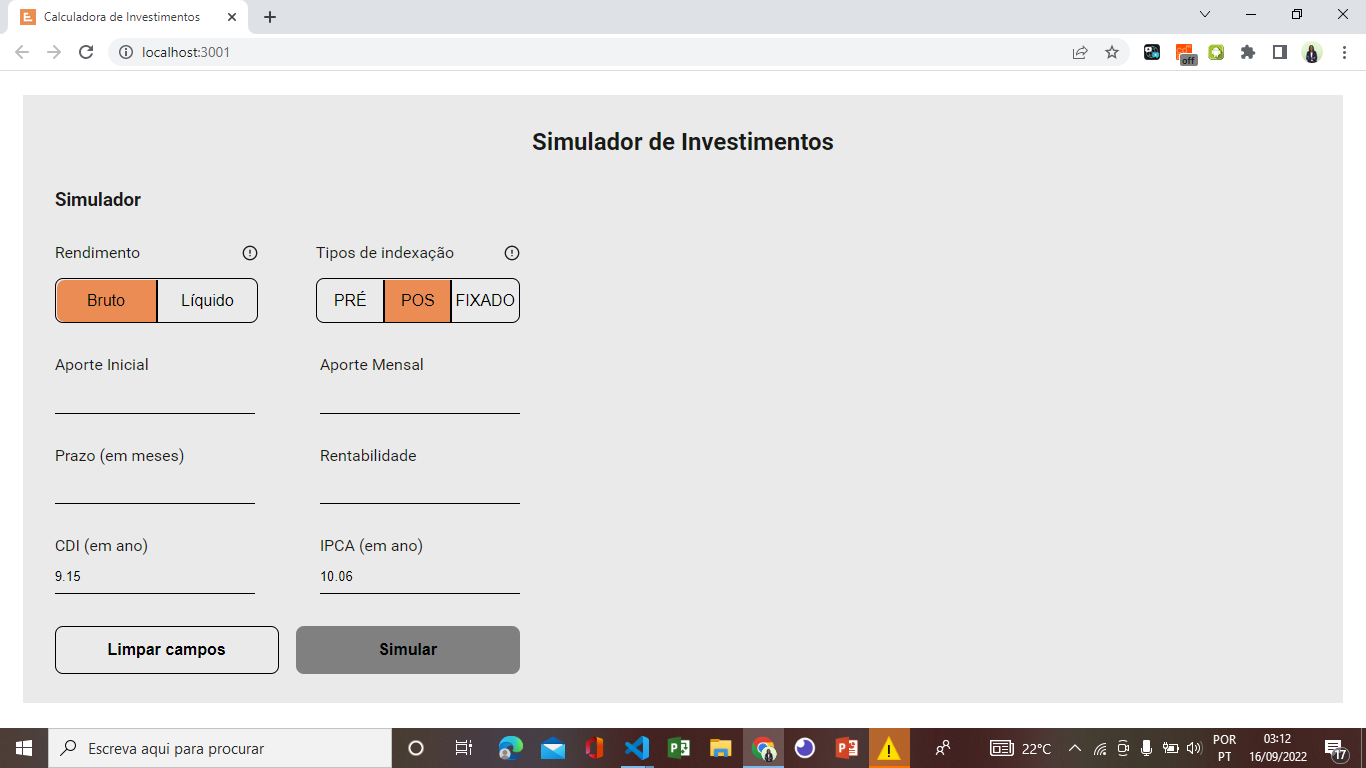 Calculadora de Investimentos
localhost:3001
off
Simulador de Investimentos
Simulador
Rendimento
Tipos de indexação
Bruto Líquido
PRÉ POS FIXADO
Aporte Inicial
Aporte Mensal
Prazo (em meses)
Rentabilidade
CDI (em ano)
IPCA (em ano)
9.15
10.06
Limpar campos
Simular
Escreva aqui para procurar
22°C
POR
PT
03:12
16/09/2022
17